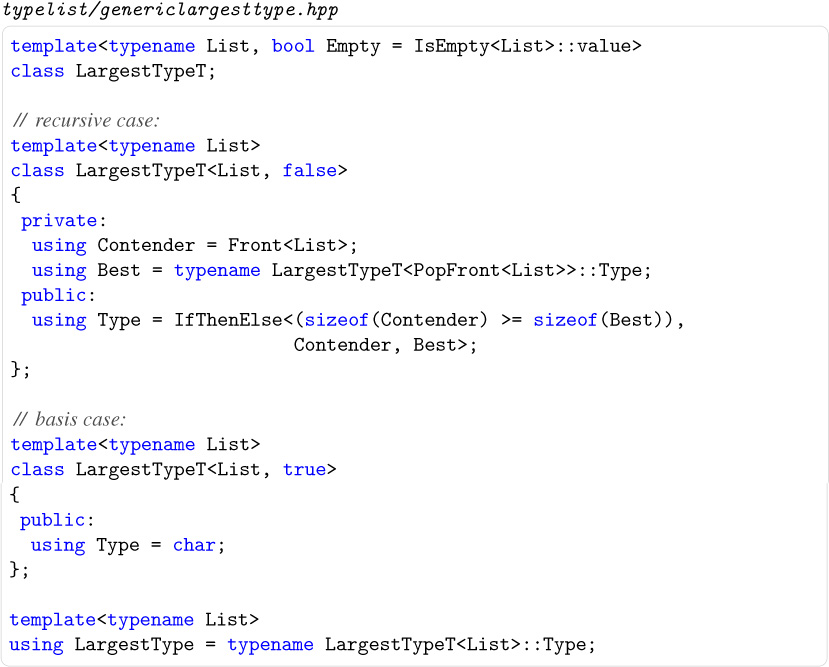 typelist/genericlargesttype.hpp
template<typename List, bool Empty = IsEmpty<List>::value>
class LargestTypeT;
// recursive case:
template<typename List>
class LargestTypeT<List, false>
{
private:
using Contender = Front<List>;
using Best = typename LargestTypeT<PopFront<List>>::Type;
public:
using Type = IfThenElse<(sizeof(Contender) >= sizeof(Best)),
Contender, Best>;
};
// basis case:
template<typename List>
class LargestTypeT<List, true>
{
public:
using Type = char;
};
template<typename List>
using LargestType = typename LargestTypeT<List>::Type;